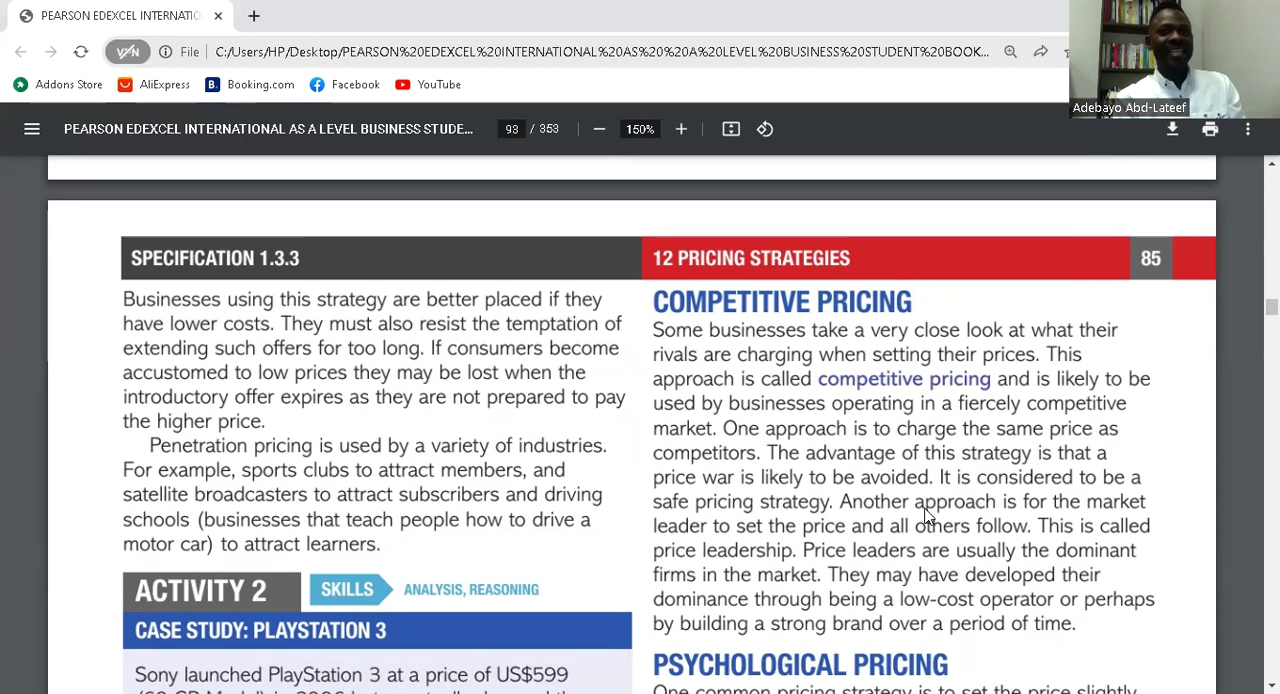 PEARSON EDEXCEL INTERNATIO
File C:/Users/HP/Desktop/PEARSON%20EDEXCEL%20INTERNATIONAL%20AS%20%20A%20LEVEL%20BUSINESS%20STUDENT%20BOOK...
Addons Store AliExpress Booking.com Facebook YouTube
Adebayo Abd-Lateef
PEARSON EDEXCEL INTERNATIONAL AS A LEVEL BUSINESS STUDE... 93 / 353 150%
SPECIFICATION 1.3.3
12 PRICING STRATEGIES 85
Businesses using this strategy are better placed if they
have lower costs. They must also resist the temptation of
extending such offers for too long. If consumers become
accustomed to low prices they may be lost when the
introductory offer expires as they are not prepared to pay
the higher price.
Penetration pricing is used by a variety of industries.
For example, sports clubs to attract members, and
satellite broadcasters to attract subscribers and driving
schools (businesses that teach people how to drive a
motor car) to attract learners.
ACTIVITY 2 SKILLS ANALYSIS, REASONING
CASE STUDY: PLAYSTATION 3
Sony launched PlayStation 3 at a price of US$599
COMPETITIVE PRICING
Some businesses take a very close look at what their
rivals are charging when setting their prices. This
approach is called competitive pricing and is likely to be
used by businesses operating in a fiercely competitive
market. One approach is to charge the same price as
competitors. The advantage of this strategy is that a
price war is likely to be avoided. It is considered to be a
safe pricing strategy. Another approach is for the market
leader to set the price and all others follow. This is called
price leadership. Price leaders are usually the dominant
firms in the market. They may have developed their
dominance through being a low-cost operator or perhaps
by building a strong brand over a period of time.
PSYCHOLOGICAL PRICING
One common pricing strategy is to set the price slightly